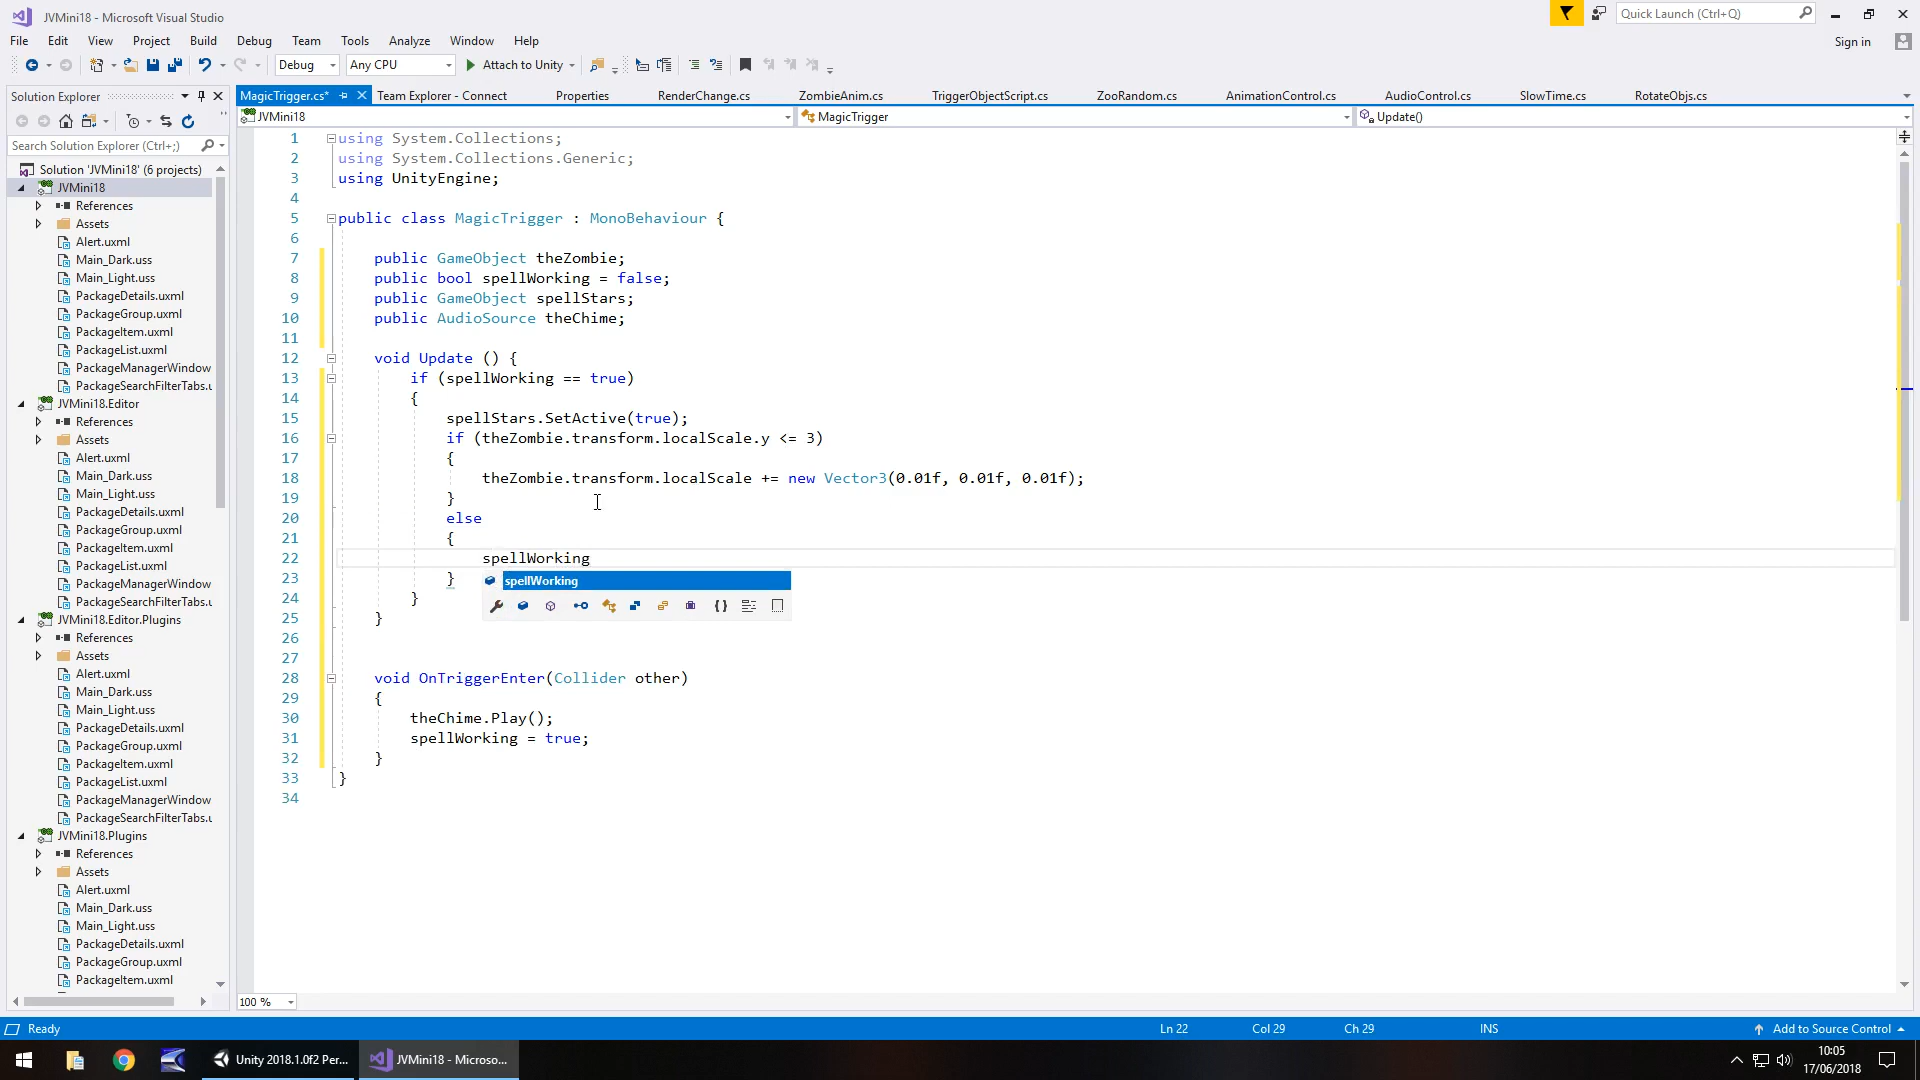 JVMini18 - Microsoft Visual Studio
Quick Launch (Ctrl+Q)
File Edit View Project Build Debug Team Tools Analyze Window Help
Sign in
Debug Any CPU Attach to Unity
Solution Explorer
MagicTrigger.cs* Team Explorer - Connect Properties RenderChange.cs ZombieAnim.cs TriggerObjectScript.cs ZooRandom.cs AnimationControl.cs AudioControl.cs SlowTime.cs RotateObjs.cs
JVMini18 MagicTrigger Update()
Search Solution Explorer (Ctrl+;)
Solution 'JVMini18' (6 projects)
JVMini18
References
Assets
Alert.uxml
Main_Dark.uss
Main_Light.uss
PackageDetails.uxml
PackageGroup.uxml
PackageItem.uxml
PackageList.uxml
PackageManagerWindow
PackageSearchFilterTabs.u
JVMini18.Editor
References
Assets
Alert.uxml
Main_Dark.uss
Main_Light.uss
PackageDetails.uxml
PackageGroup.uxml
PackageItem.uxml
PackageList.uxml
PackageManagerWindow
PackageSearchFilterTabs.u
JVMini18.Editor.Plugins
References
Assets
Alert.uxml
Main_Dark.uss
Main_Light.uss
PackageDetails.uxml
PackageGroup.uxml
PackageItem.uxml
PackageList.uxml
PackageManagerWindow
PackageSearchFilterTabs.u
JVMini18.Plugins
References
Assets
Alert.uxml
Main_Dark.uss
Main_Light.uss
PackageDetails.uxml
PackageGroup.uxml
PackageItem.uxml
1 using System.Collections;
2 using System.Collections.Generic;
3 using UnityEngine;
4
5 public class MagicTrigger : MonoBehaviour {
6
7 public GameObject theZombie;
8 public bool spellWorking = false;
9 public GameObject spellStars;
10 public AudioSource theChime;
11
12 void Update () {
13 if (spellWorking == true)
14 {
15 spellStars.SetActive(true);
16 if (theZombie.transform.localScale.y <= 3)
17 {
18 theZombie.transform.localScale += new Vector3(0.01f, 0.01f, 0.01f);
19 }
20 else
21 {
22 spellWorking
spellWorking
23 }
24 }
25 }
26
27
28 void OnTriggerEnter(Collider other)
29 {
30 theChime.Play();
31 spellWorking = true;
32 }
33 }
34
100 %
Ready Ln 22 Col 29 Ch 29 INS Add to Source Control
Unity 2018.1.0f2 Per... JVMini18 - Microso...
10:05
17/06/2018